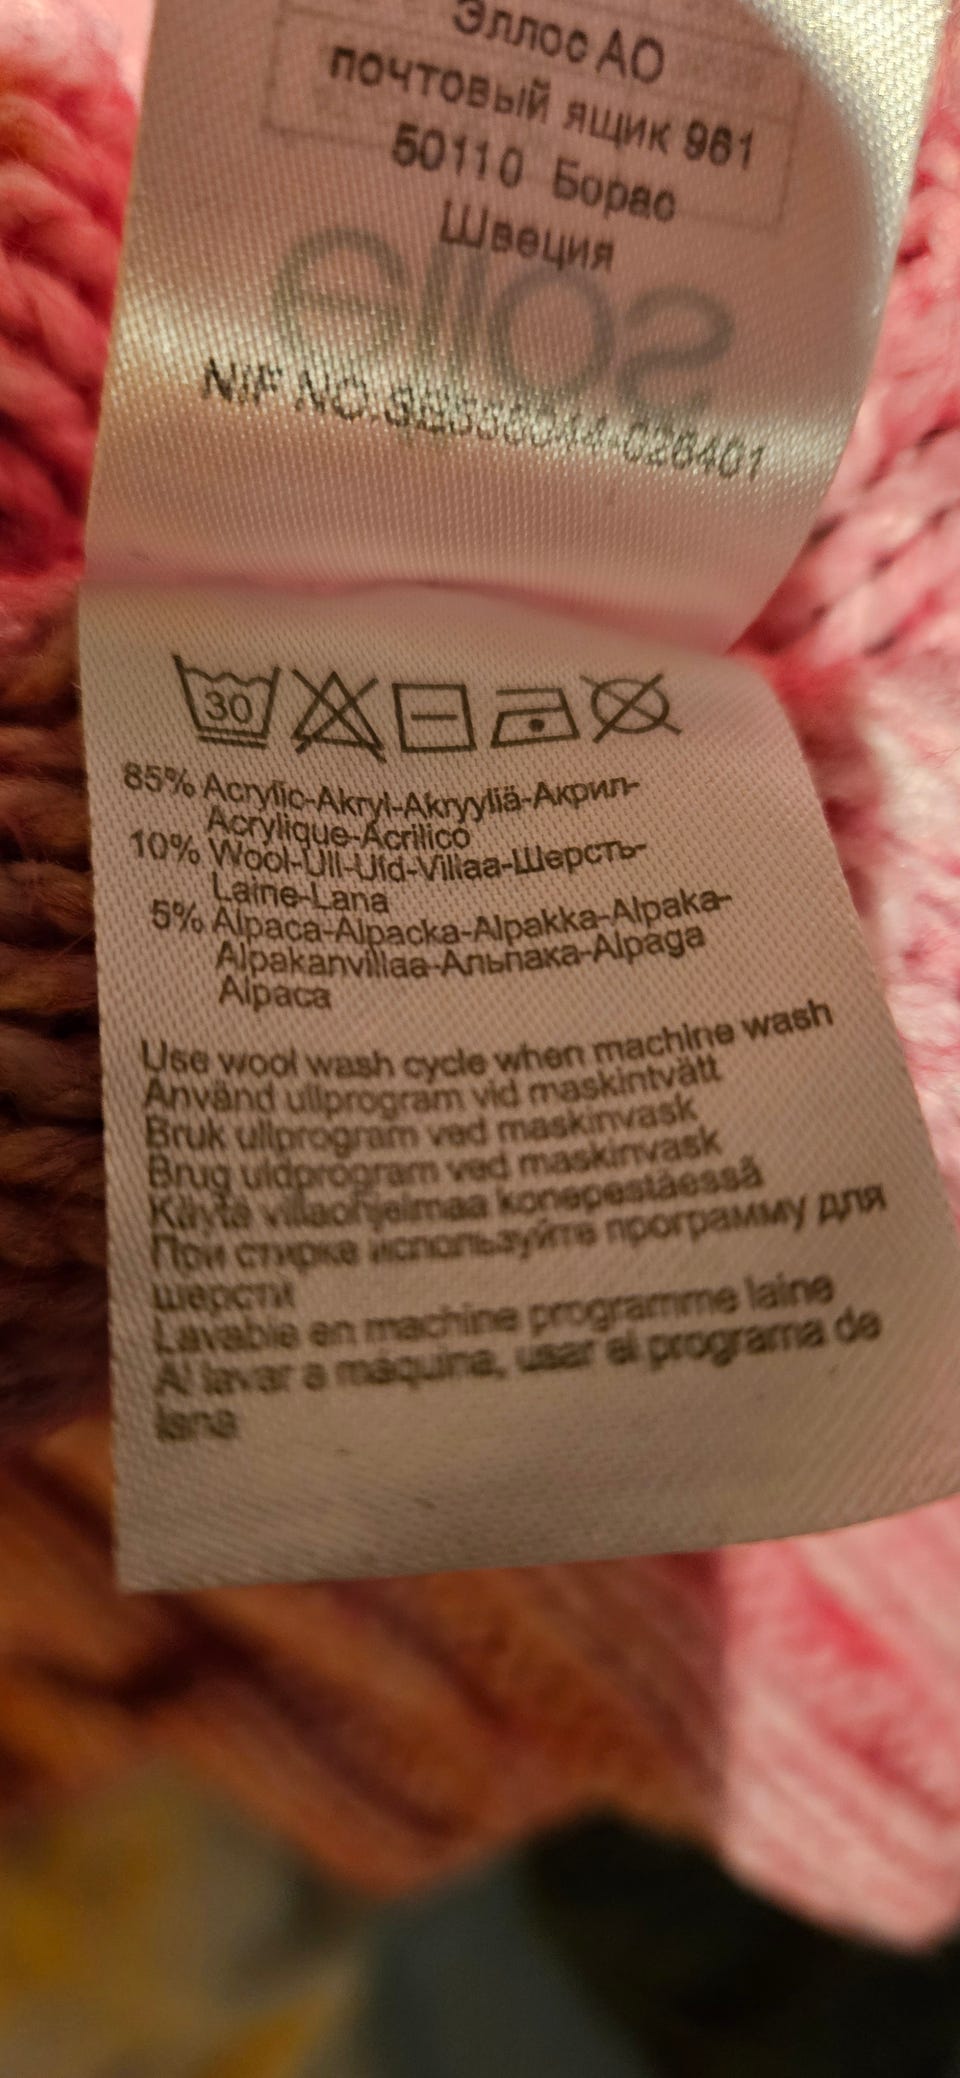 Эллос АО
почтовый ящик 961
50110 Борас
Швеция
ellos
NIF NO.
30
85% Acrylic-Akryl-Akryyliä-Акрил-
Acrylique-Acrilico
10% Wool-Ull-Uld-Villaa-Шерсть-
Laine-Lana
5% Alpaca-Alpacka-Alpakka-Alpaka-
Alpakanvillaa-Альпака-Alpaga
Alpaca
Use wool wash cycle when machine wash
Använd ullprogram vid maskintvätt
Bruk ullprogram ved maskinvask
Brug uldprogram ved maskinvask
Käytä villaohjelmaa konepestäessä
При стирке используйте программу для
шерсти
Lavable en machine programme laine
Al lavar a máquina, usar el programa de
lana